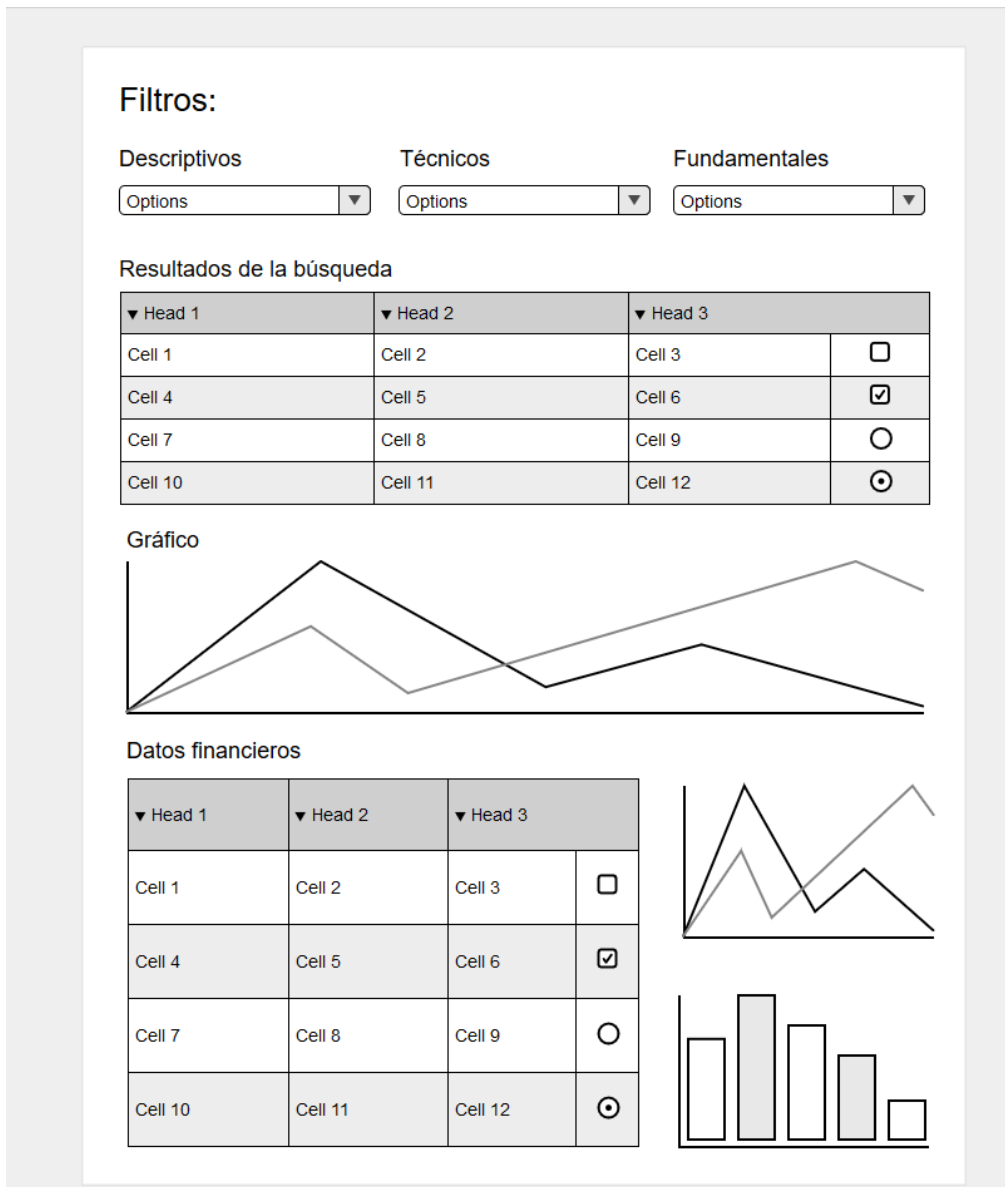 Filtros:
Descriptivos Técnicos Fundamentales
Options Options Options
Resultados de la búsqueda
Head 1 Head 2 Head 3
Cell 1 Cell 2 Cell 3
Cell 4 Cell 5 Cell 6
Cell 7 Cell 8 Cell 9
Cell 10 Cell 11 Cell 12
Gráfico
Datos financieros
Head 1 Head 2 Head 3
Cell 1 Cell 2 Cell 3
Cell 4 Cell 5 Cell 6
Cell 7 Cell 8 Cell 9
Cell 10 Cell 11 Cell 12